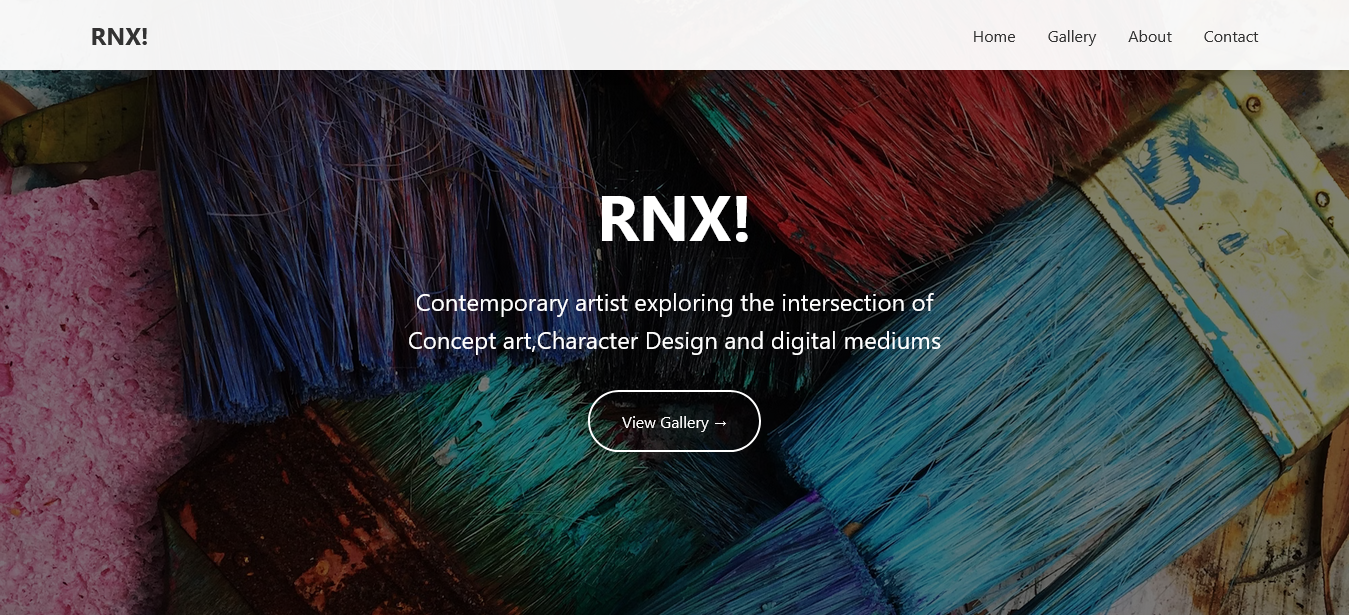 RNX!
Home Gallery About Contact
RNX!
Contemporary artist exploring the intersection of
Concept art,Character Design and digital mediums
View Gallery →